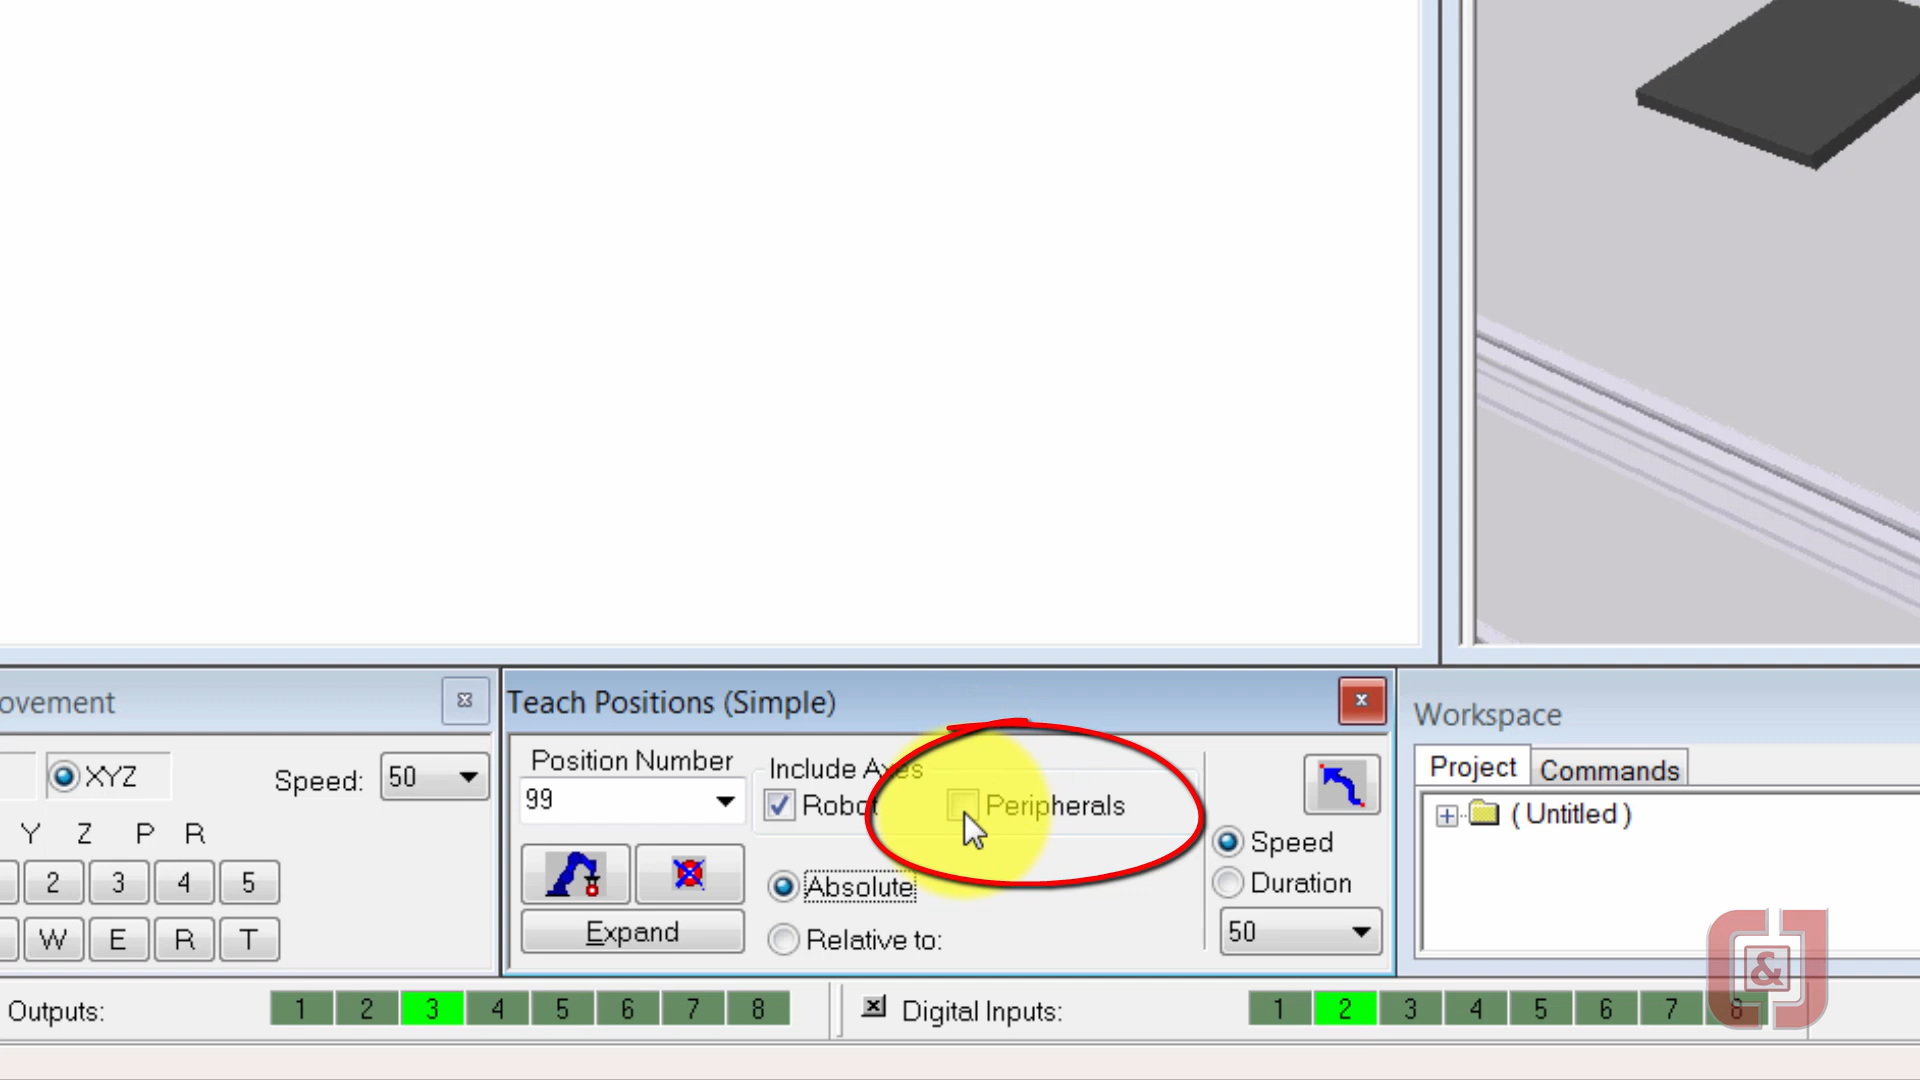 ovement
Teach Positions (Simple)
Workspace
XYZ
Speed: 50
Y Z P R
2 3 4 5
W E R T
Position Number
99
Expand
Include Axes
Robot
Peripherals
Absolute
Relative to:
Speed
Duration
50
Project
Commands
( Untitled )
Outputs:
1 2 3 4 5 6 7 8
Digital Inputs:
1 2 3 4 5 6 7 8
&